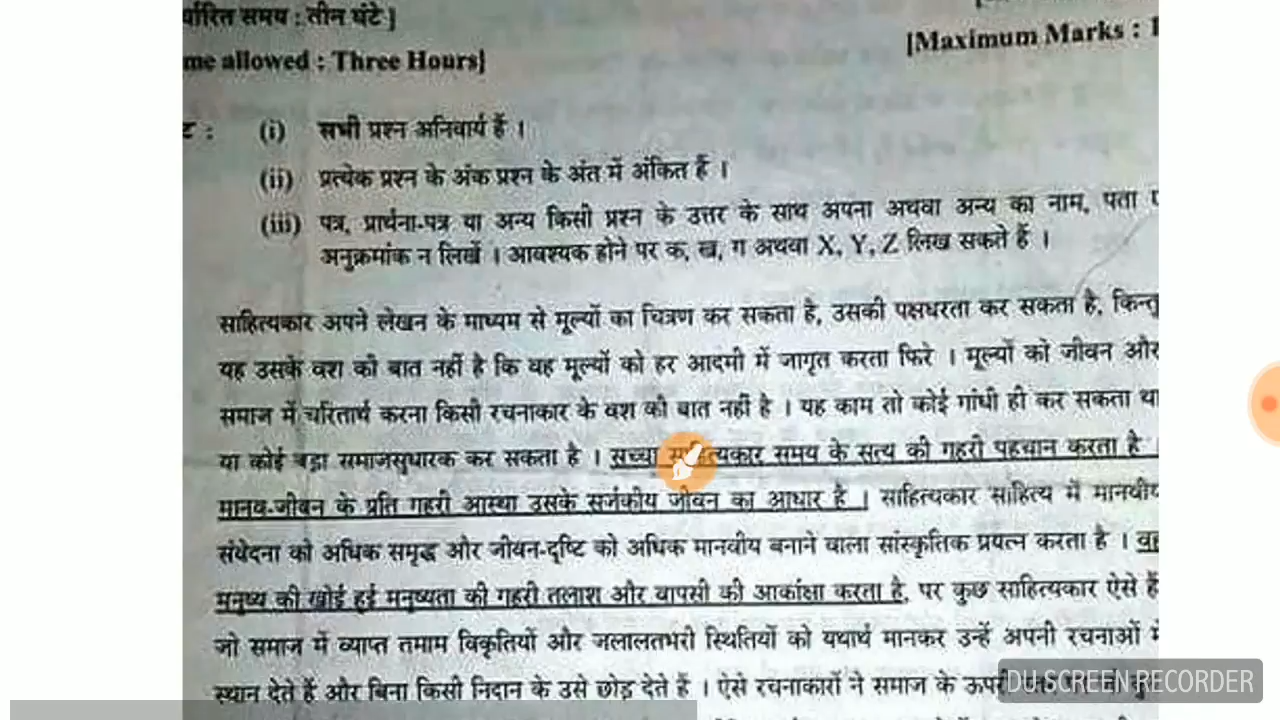 र्धारित समय : तीन घंटे ]
me allowed : Three Hours]
[Maximum Marks : 1
ट :
(i) सभी प्रश्न अनिवार्य हैं ।
(ii) प्रत्येक प्रश्न के अंक प्रश्न के अंत में अंकित हैं ।
(iii) पत्र, प्रार्थना-पत्र या अन्य किसी प्रश्न के उत्तर के साथ अपना अथवा अन्य का नाम, पता
अनुक्रमांक न लिखें । आवश्यक होने पर क, ख, ग अथवा X, Y, Z लिख सकते हैं ।
साहित्यकार अपने लेखन के माध्यम से मूल्यों का चित्रण कर सकता है, उसकी पक्षधरता कर सकता है, किन्तु
यह उसके वश की बात नहीं है कि वह मूल्यों को हर आदमी में जागृत करता फिरे । मूल्यों को जीवन और
समाज में चरितार्थ करना किसी रचनाकार के वश की बात नहीं है । यह काम तो कोई गांधी ही कर सकता था
या कोई बड़ा समाजसुधारक कर सकता है । सच्चा साहित्यकार समय के सत्य की गहरी पहचान करता है ।
मानव-जीवन के प्रति गहरी आस्था उसके सर्जकीय जीवन का आधार है । साहित्यकार साहित्य में मानवीय
संवेदना को अधिक समृद्ध और जीवन-दृष्टि को अधिक मानवीय बनाने वाला सांस्कृतिक प्रयत्न करता है । वह
मनुष्य की खोई हुई मनुष्यता की गहरी तलाश और वापसी की आकांक्षा करता है, पर कुछ साहित्यकार ऐसे हैं
जो समाज में व्याप्त तमाम विकृतियों और जलालतभरी स्थितियों को यथार्थ मानकर उन्हें अपनी रचनाओं में
स्थान देते हैं और बिना किसी निदान के उसे छोड़ देते हैं । ऐसे रचनाकारों ने समाज के
DU SCREEN RECORDER